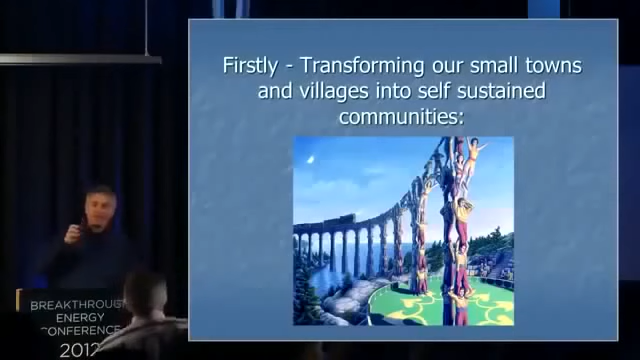 Firstly - Transforming our small towns
and villages into self sustained
communities:
BREAKTHROUGH
ENERGY
CONFERENCE
2012